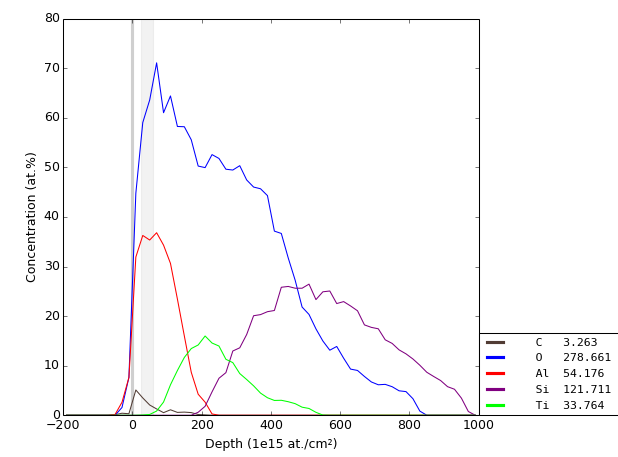 80
70
60
50
40
30
20
10
0
Concentration (at.%)
−200 0 200 400 600 800 1000
Depth (1e15 at./cm²)
C 3.263
O 278.661
Al 54.176
Si 121.711
Ti 33.764